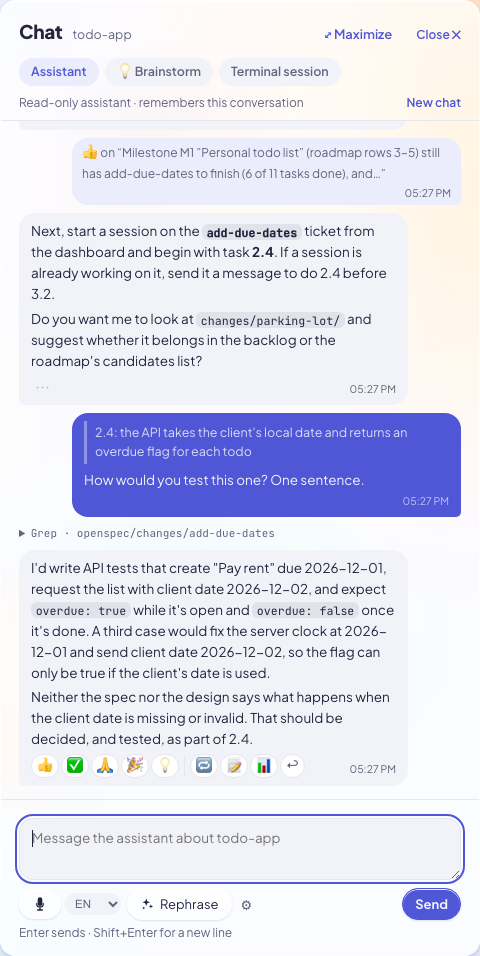 Chat todo-app Maximize Close
Assistant Brainstorm Terminal session
Read-only assistant · remembers this conversation New chat
👍 on “Milestone M1 “Personal todo list” (roadmap rows 3–5) still
has add-due-dates to finish (6 of 11 tasks done), and…”
05:27 PM
Next, start a session on the add-due-dates ticket from
the dashboard and begin with task 2.4. If a session is
already working on it, send it a message to do 2.4 before
3.2.
Do you want me to look at changes/parking-lot/ and
suggest whether it belongs in the backlog or the
roadmap's candidates list?
... 05:27 PM
2.4: the API takes the client's local date and returns an
overdue flag for each todo
How would you test this one? One sentence.
05:27 PM
▶ Grep · openspec/changes/add-due-dates
I'd write API tests that create "Pay rent" due 2026-12-01,
request the list with client date 2026-12-02, and expect
overdue: true while it's open and overdue: false once
it's done. A third case would fix the server clock at 2026-
12-01 and send client date 2026-12-02, so the flag can
only be true if the client's date is used.
Neither the spec nor the design says what happens when
the client date is missing or invalid. That should be
decided, and tested, as part of 2.4.
05:27 PM
Message the assistant about todo-app
EN Rephrase Send
Enter sends · Shift+Enter for a new line